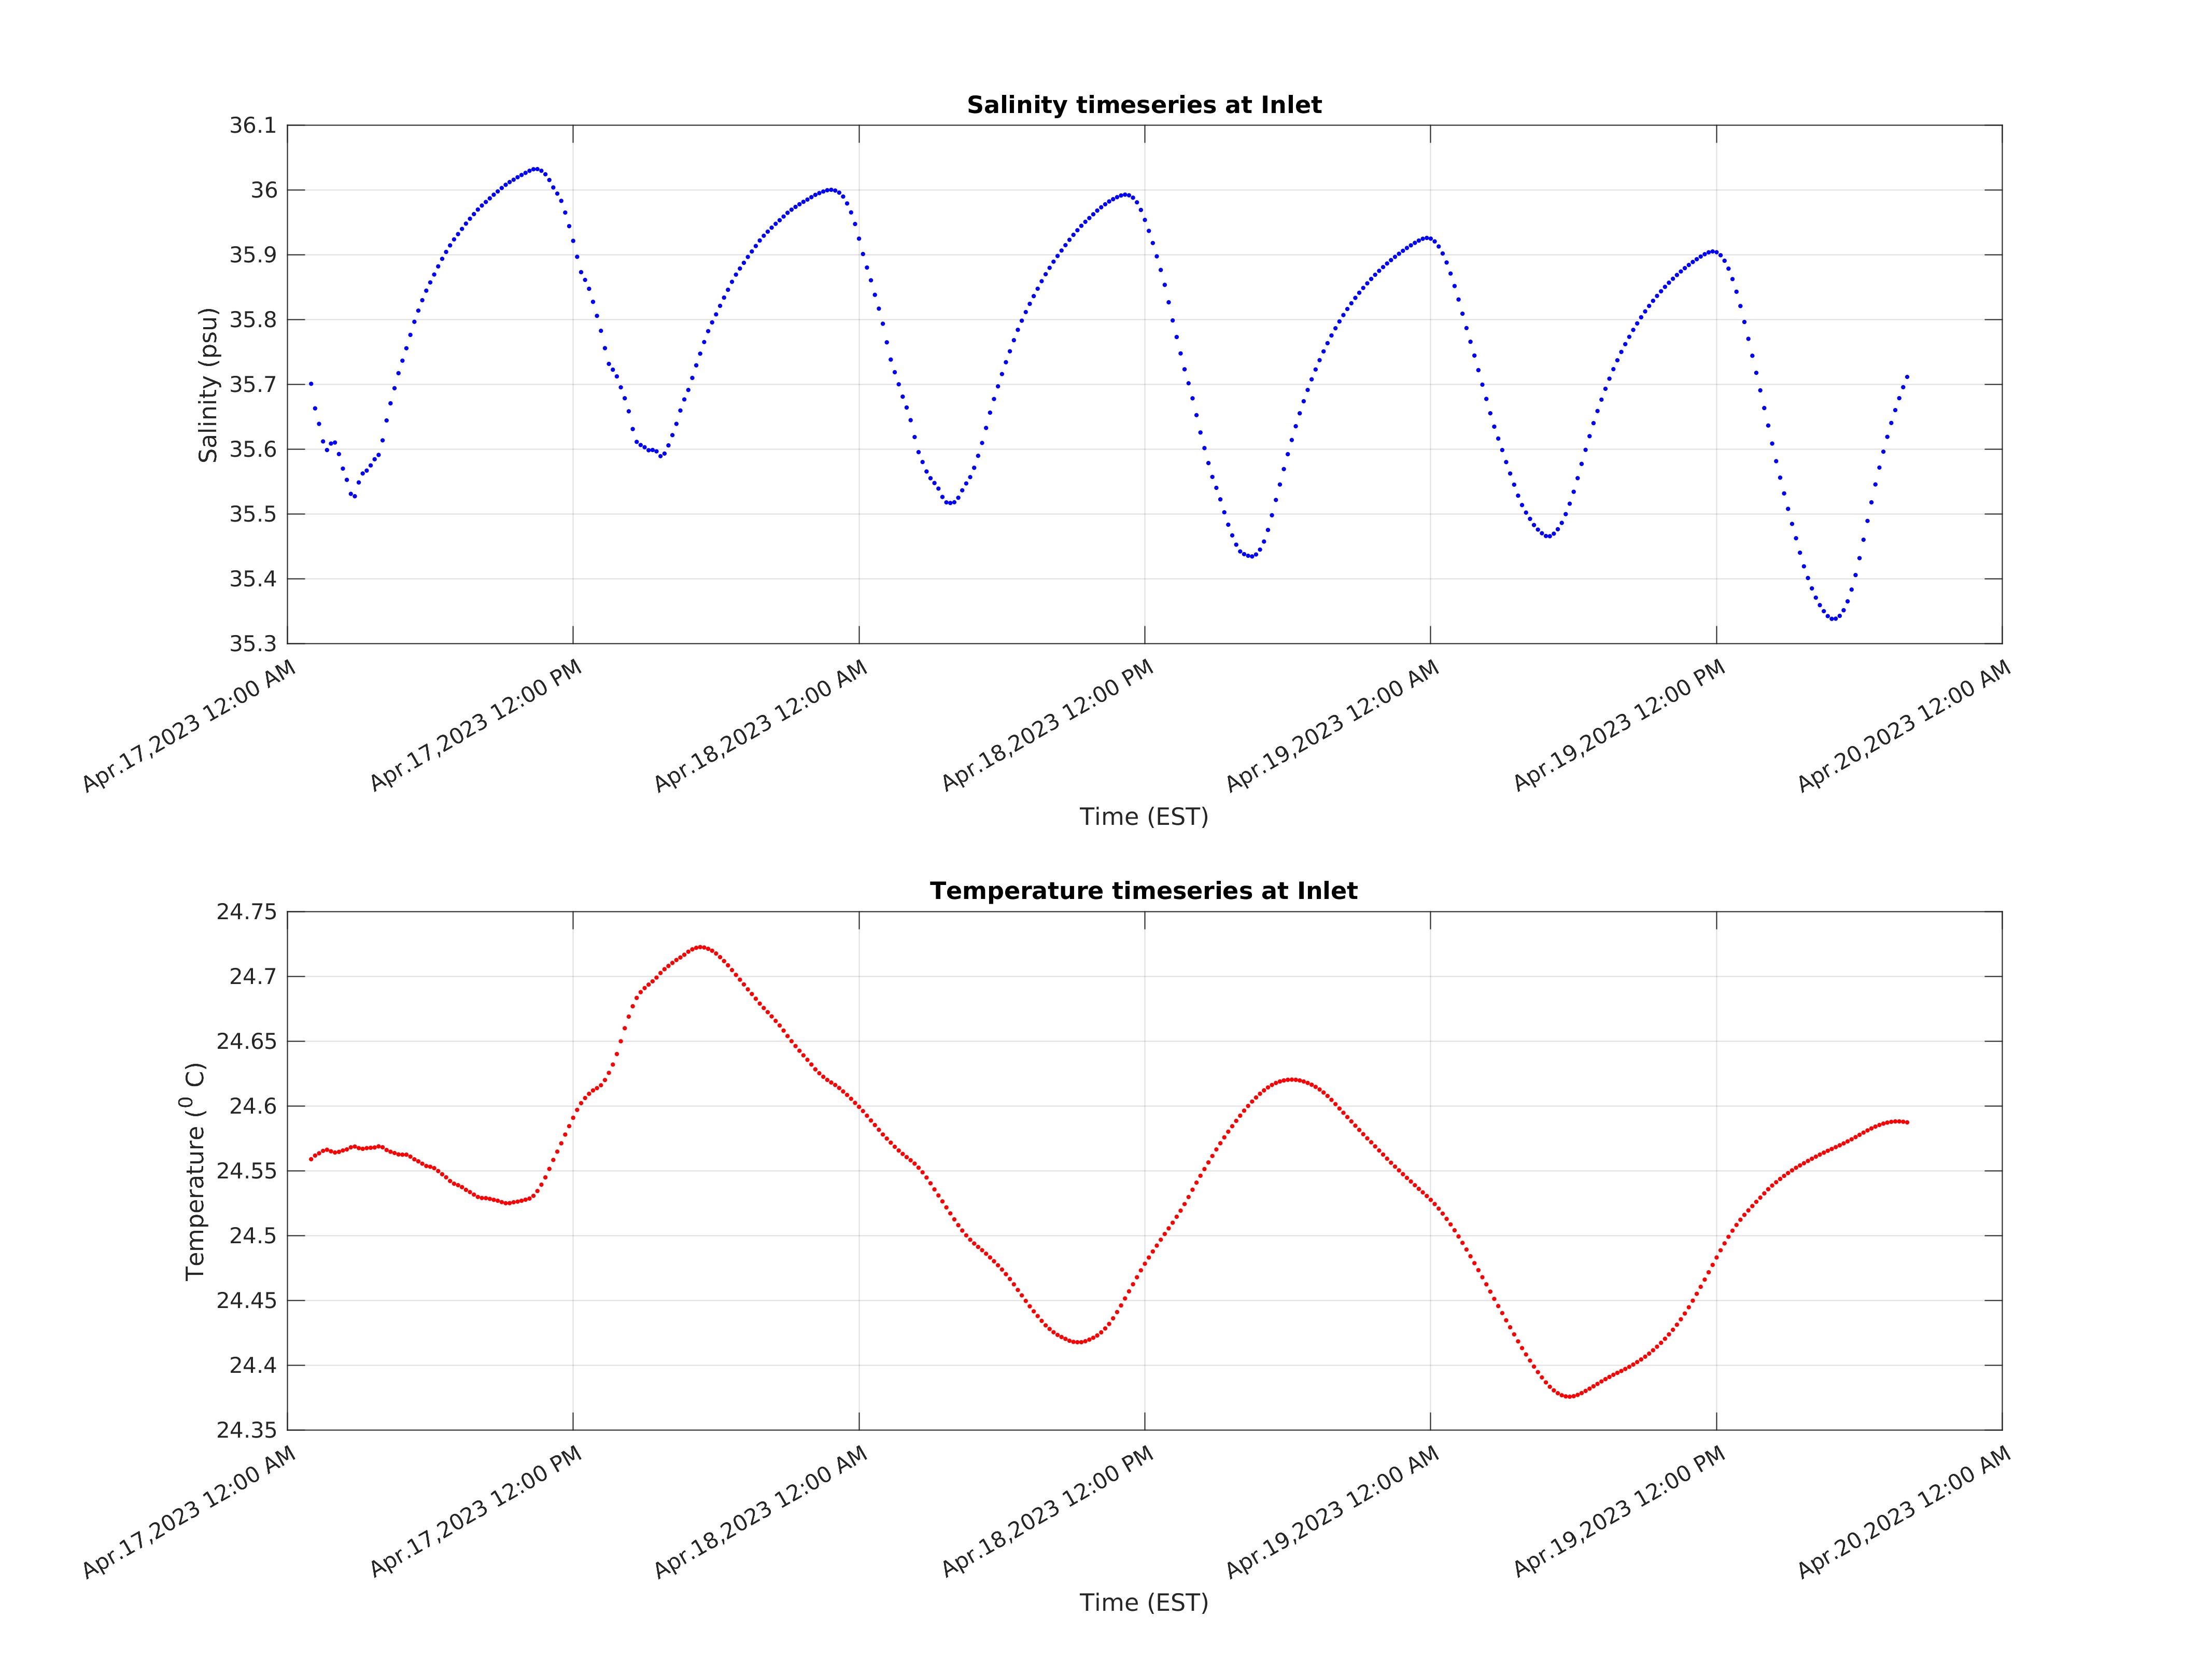 Salinity timeseries at Inlet
36.1
36
35.9
35.8
35.7
35.6
35.5
35.4
35.3
Salinity (psu)
Apr.17,2023 12:00 AM
Apr.17,2023 12:00 PM
Apr.18,2023 12:00 AM
Apr.18,2023 12:00 PM
Apr.19,2023 12:00 AM
Apr.19,2023 12:00 PM
Apr.20,2023 12:00 AM
Time (EST)
Temperature timeseries at Inlet
24.75
24.7
24.65
24.6
24.55
24.5
24.45
24.4
24.35
Temperature (⁰ C)
Apr.17,2023 12:00 AM
Apr.17,2023 12:00 PM
Apr.18,2023 12:00 AM
Apr.18,2023 12:00 PM
Apr.19,2023 12:00 AM
Apr.19,2023 12:00 PM
Apr.20,2023 12:00 AM
Time (EST)